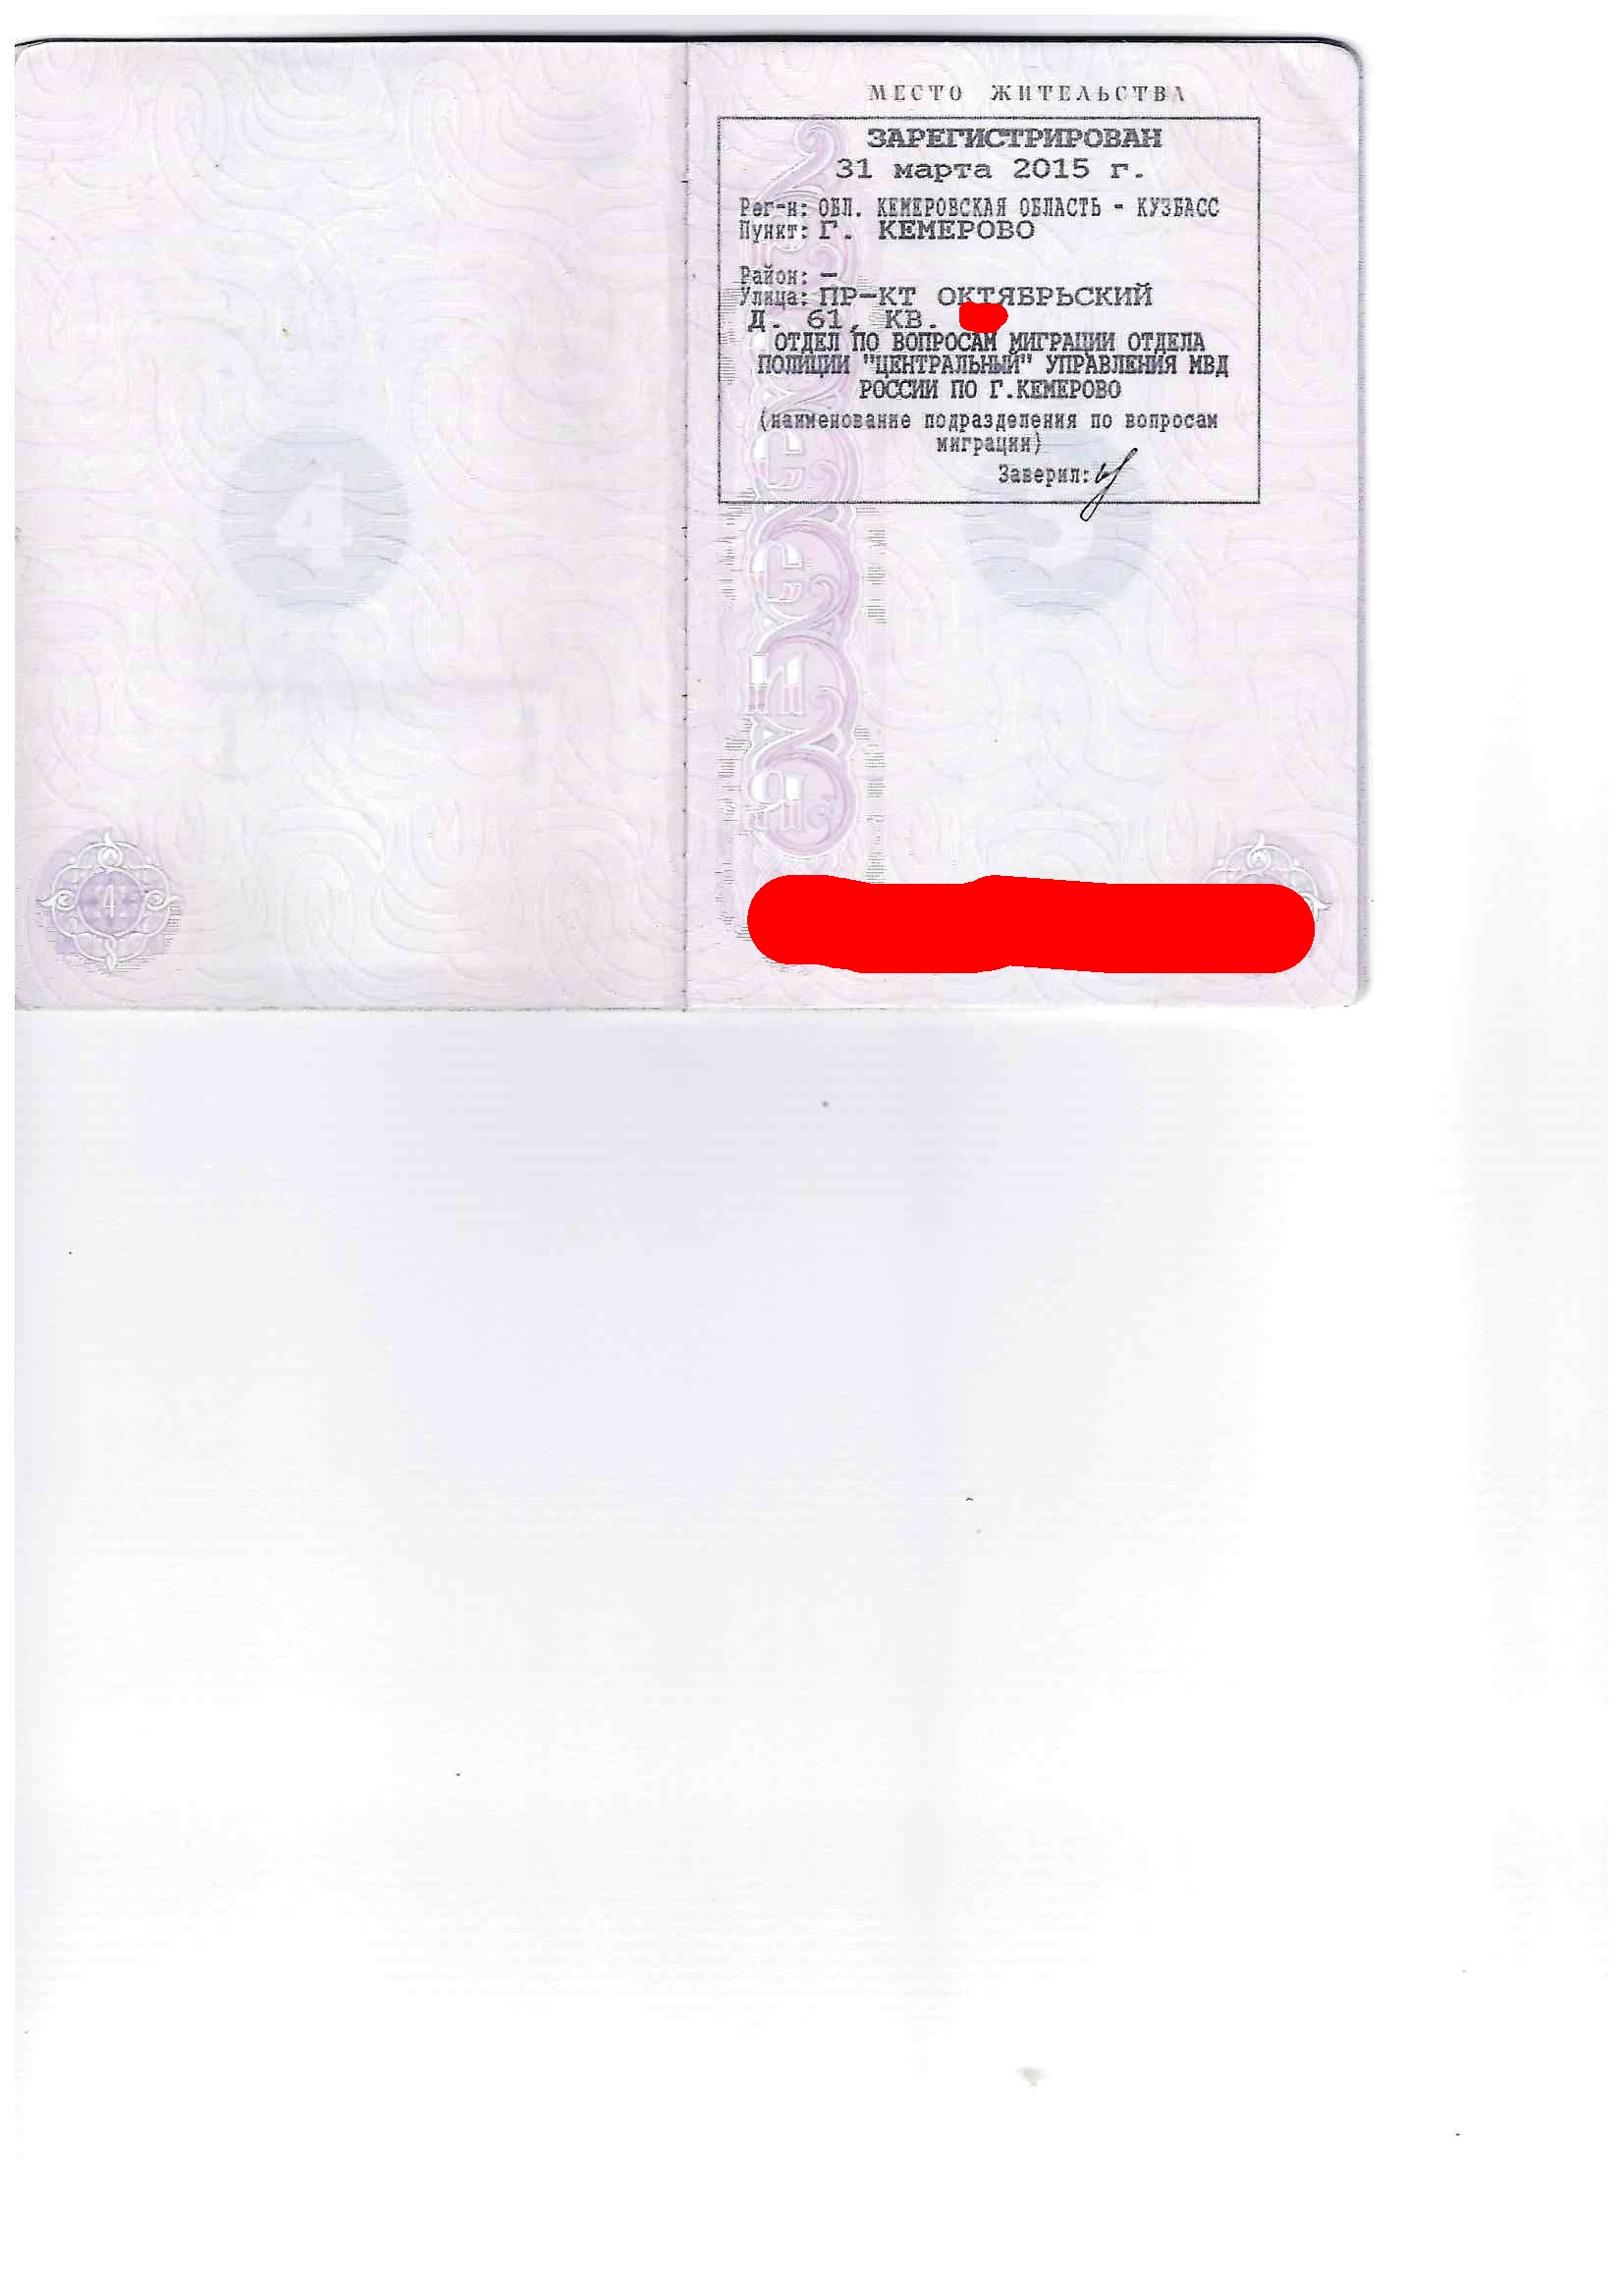 МЕСТО ЖИТЕЛЬСТВА
ЗАРЕГИСТРИРОВАН
31 марта 2015 г.
Рег-н: ОБЛ. КЕМЕРОВСКАЯ ОБЛАСТЬ - КУЗБАСС
Пункт: Г. КЕМЕРОВО
Район: -
Улица: ПР-КТ ОКТЯБРЬСКИЙ
Д. 61, КВ.
ОТДЕЛ ПО ВОПРОСАМ МИГРАЦИИ ОТДЕЛА
ПОЛИЦИИ "ЦЕНТРАЛЬНЫЙ" УПРАВЛЕНИЯ МВД
РОССИИ ПО Г.КЕМЕРОВО
(наименование подразделения по вопросам
миграции)
Заверил:
4
5
4